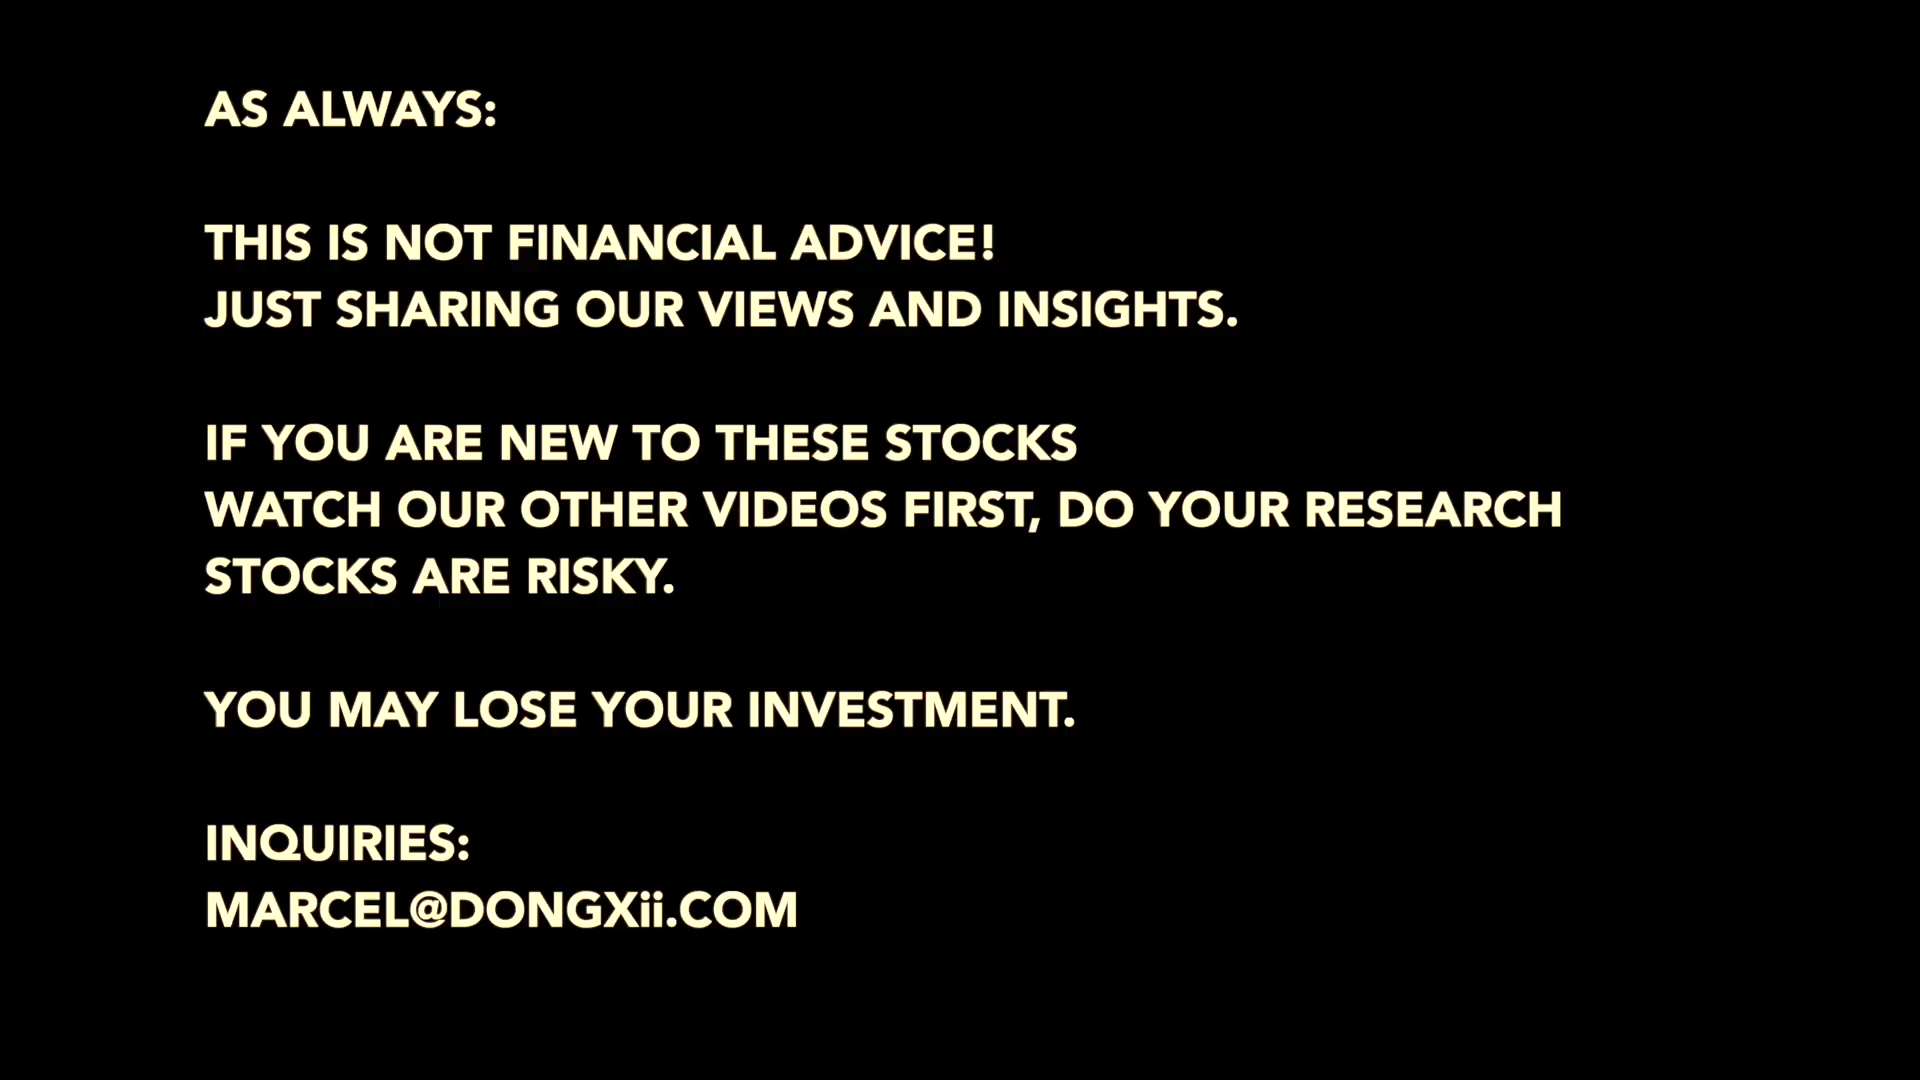 AS ALWAYS:
THIS IS NOT FINANCIAL ADVICE!
JUST SHARING OUR VIEWS AND INSIGHTS.
IF YOU ARE NEW TO THESE STOCKS
WATCH OUR OTHER VIDEOS FIRST, DO YOUR RESEARCH
STOCKS ARE RISKY.
YOU MAY LOSE YOUR INVESTMENT.
INQUIRIES:
MARCEL@DONGXii.COM